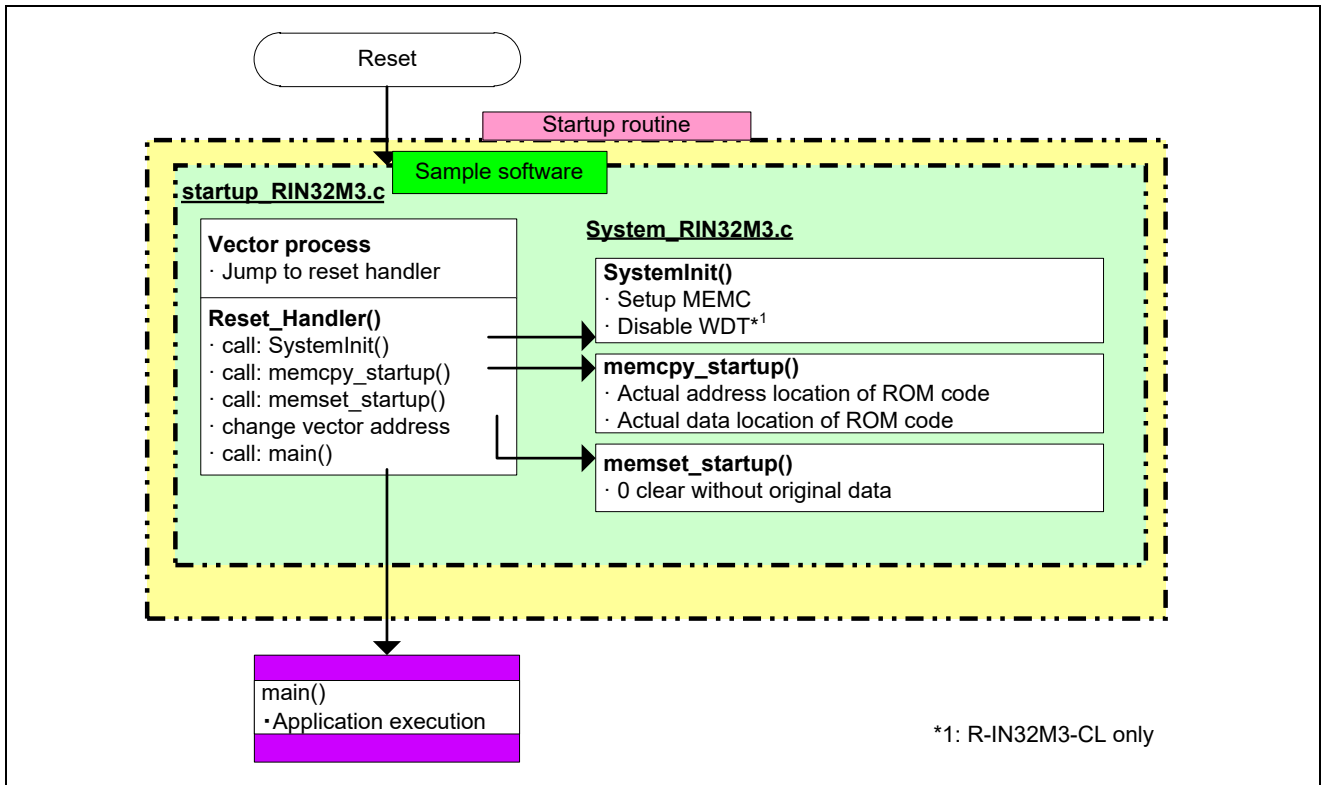 Reset
Startup routine
Sample software
startup_RIN32M3.c
Vector process
· Jump to reset handler
Reset_Handler()
· call: SystemInit()
· call: memcpy_startup()
· call: memset_startup()
· change vector address
· call: main()
System_RIN32M3.c
SystemInit()
· Setup MEMC
· Disable WDT*1
memcpy_startup()
· Actual address location of ROM code
· Actual data location of ROM code
memset_startup()
· 0 clear without original data
main()
・Application execution
*1: R-IN32M3-CL only